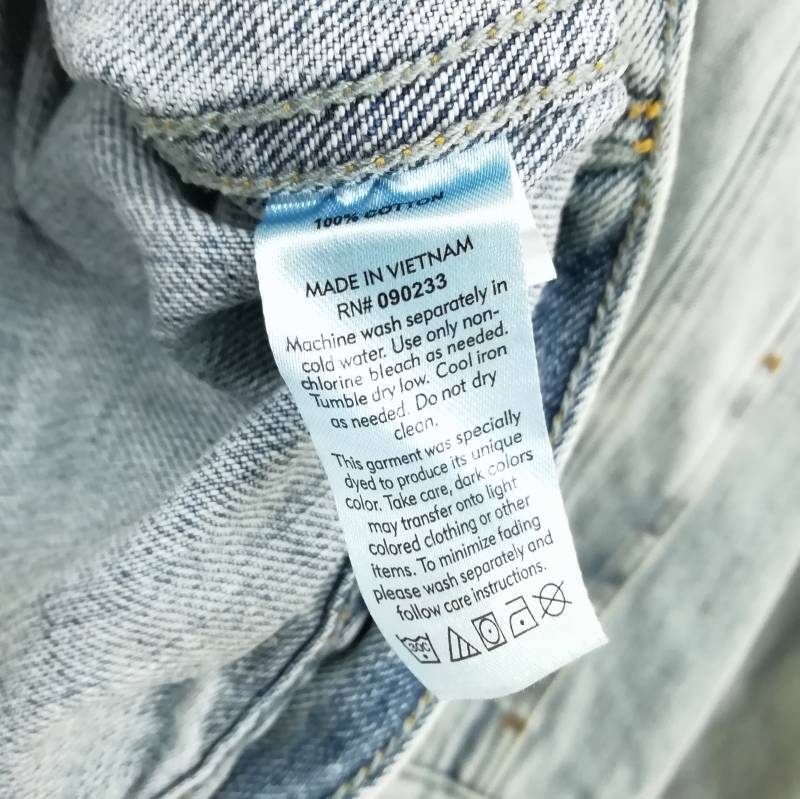 100% COTTON
MADE IN VIETNAM
RN# 090233
Machine wash separately in
cold water. Use only non-
chlorine bleach as needed.
Tumble dry low. Cool iron
as needed. Do not dry
clean.
This garment was specially
dyed to produce its unique
color. Take care, dark colors
may transfer onto light
colored clothing or other
items. To minimize fading
please wash separately and
follow care instructions.
30C